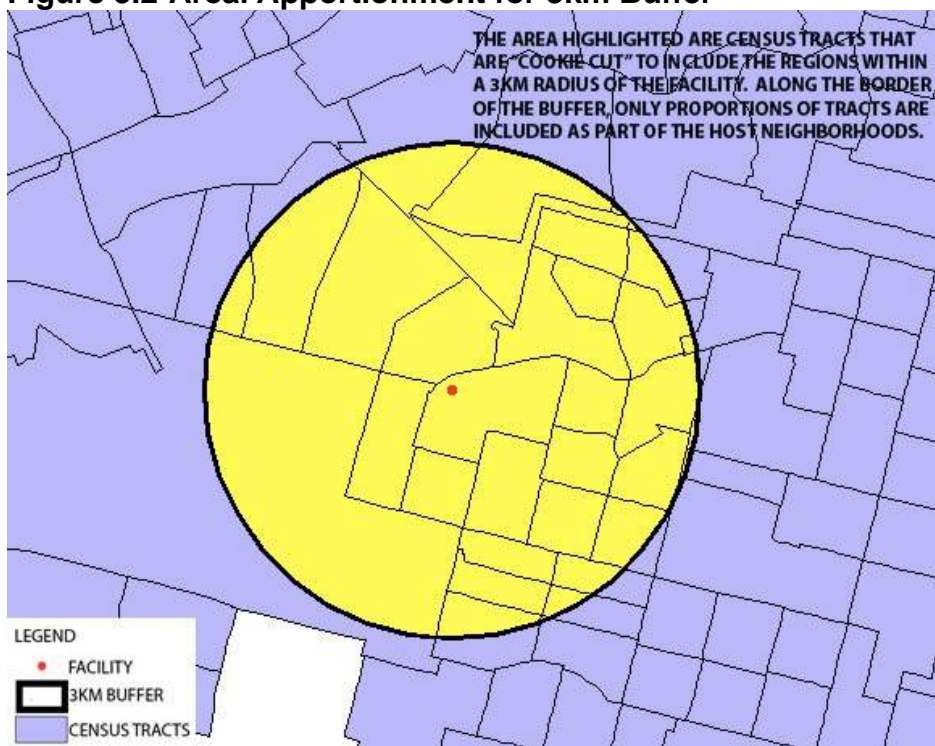 THE AREA HIGHLIGHTED ARE CENSUS TRACTS THAT
ARE "COOKIE CUT" TO INCLUDE THE REGIONS WITHIN
A 3KM RADIUS OF THE FACILITY. ALONG THE BORDER
OF THE BUFFER, ONLY PROPORTIONS OF TRACTS ARE
INCLUDED AS PART OF THE HOST NEIGHBORHOODS.
LEGEND
FACILITY
3KM BUFFER
CENSUS TRACTS